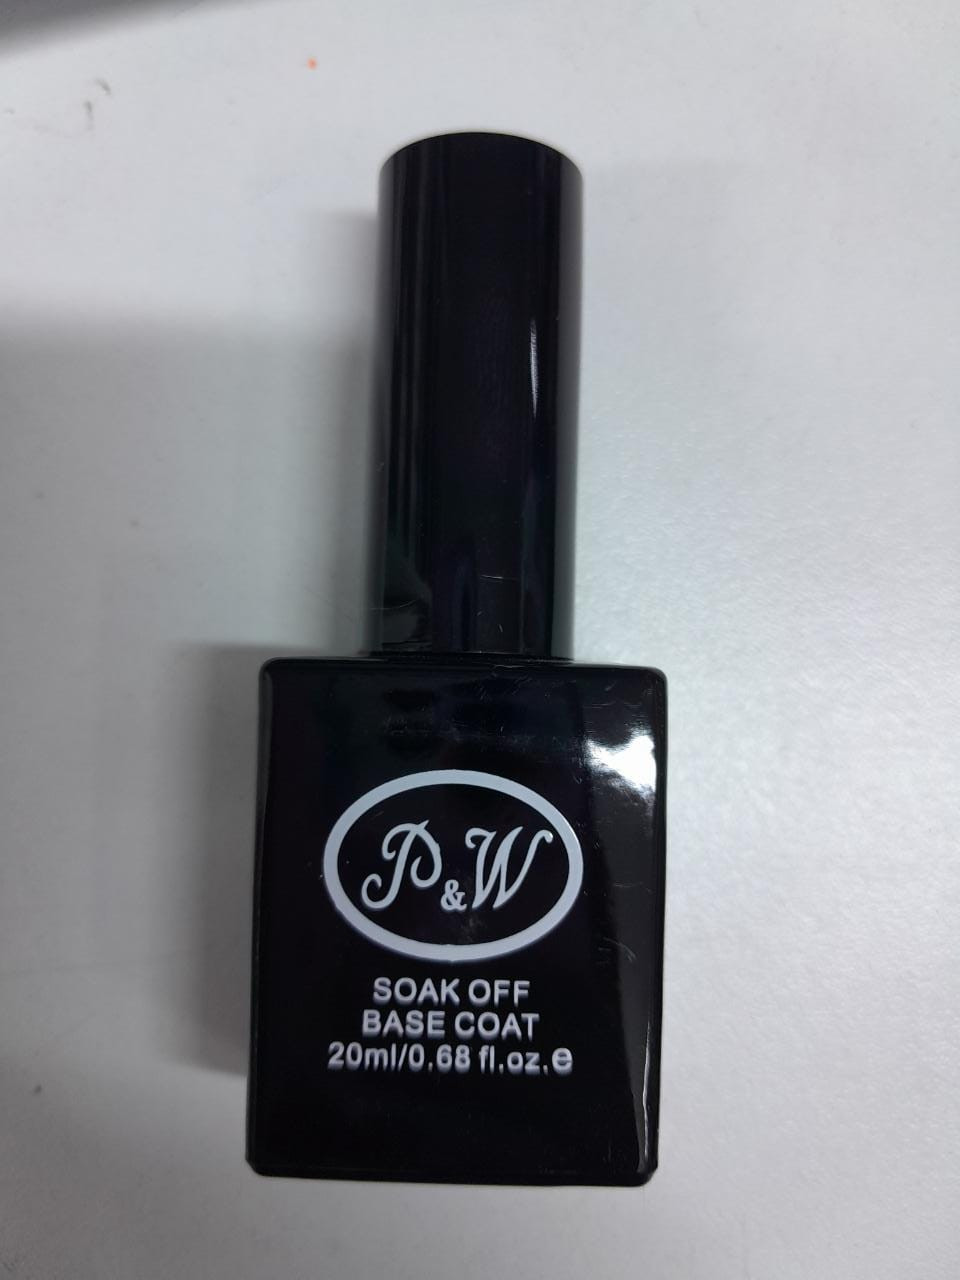 P&W
SOAK OFF
BASE COAT
20ml/0.68 fl.oz.e